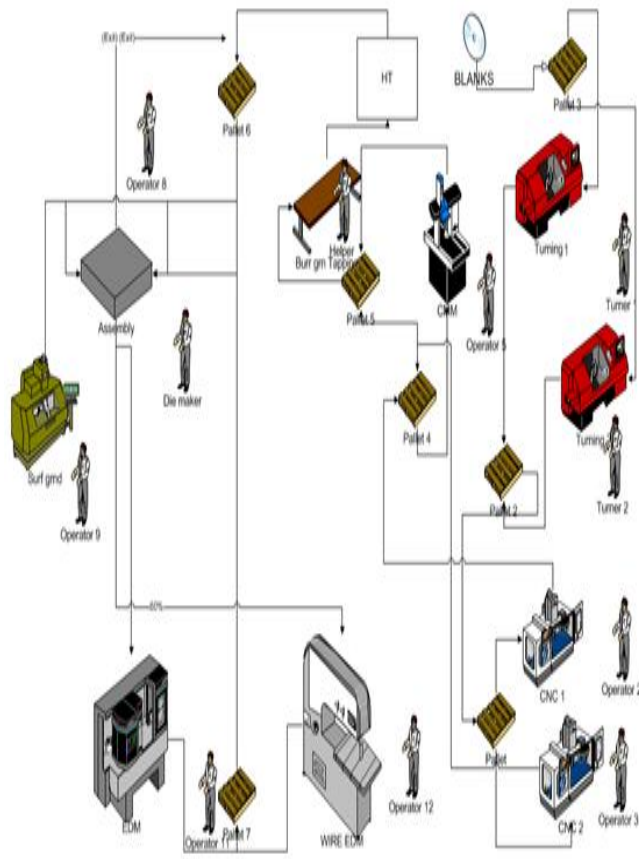 (Exit) (Exit)
Pallet 6
HT
BLANKS
Pallet 3
Operator 8
Turning 1
Helper
Burr grn Tapping
CMM
Turner
Pallet 5
Operator 5
Assembly
Die maker
Pallet 4
Turning
Surf grnd
Pallet 2
Turner 2
Operator 9
CNC 1
Operator 2
Pallet
EDM
Operator 11
Pallet 7
WIRE EDM
Operator 12
CNC 2
Operator 3